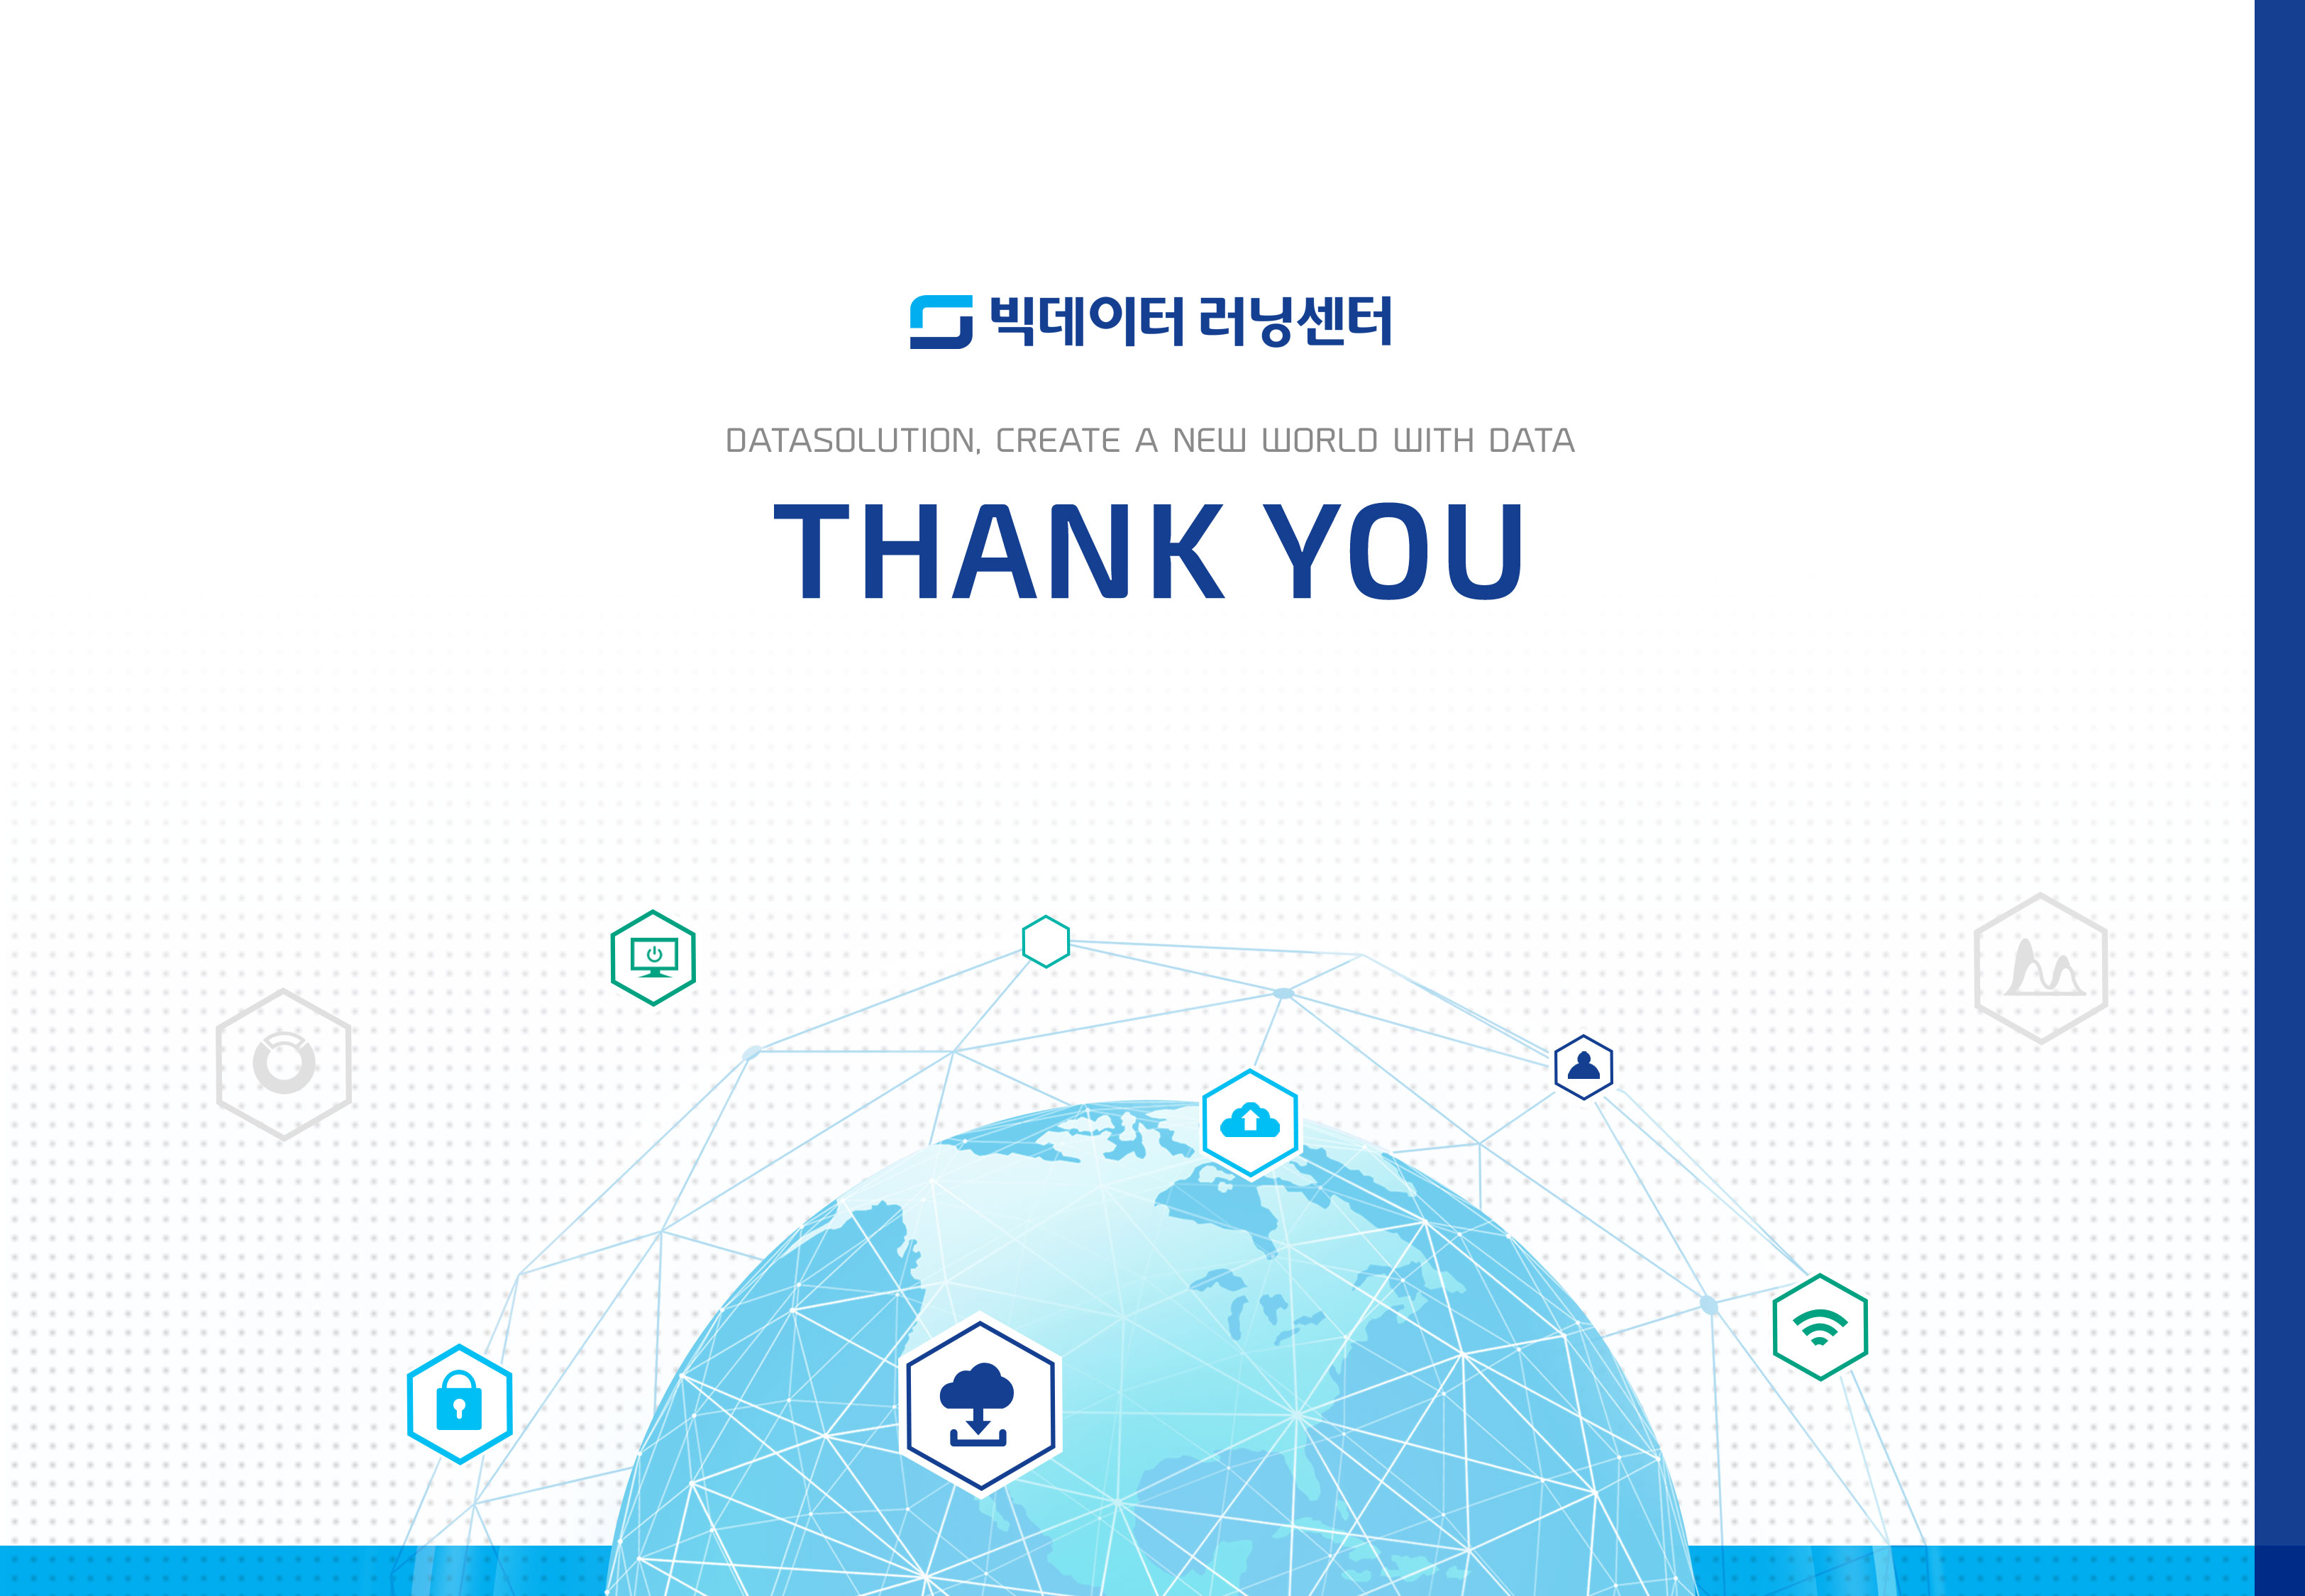 빅데이터 러닝센터
DATASOLUTION, CREATE A NEW WORLD WITH DATA
THANK YOU